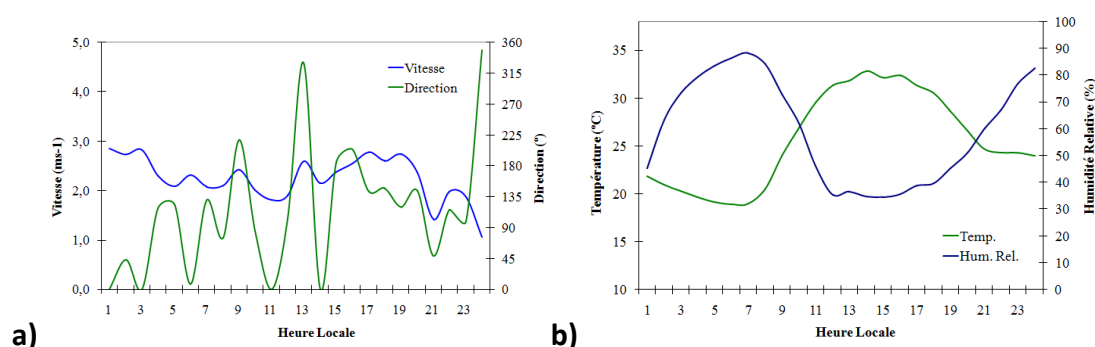 5,0
4,0
3,0
2,0
1,0
0,0
Vitesse (ms-1)
Vitesse
Direction
360
315
270
225
180
135
90
45
0
Direction (º)
1 3 5 7 9 11 13 15 17 19 21 23
Heure Locale
a)
35
30
25
20
15
10
Température (ºC)
Temp.
Hum. Rel.
100
90
80
70
60
50
40
30
20
10
0
Humidité Relative (%)
1 3 5 7 9 11 13 15 17 19 21 23
Heure Locale
b)